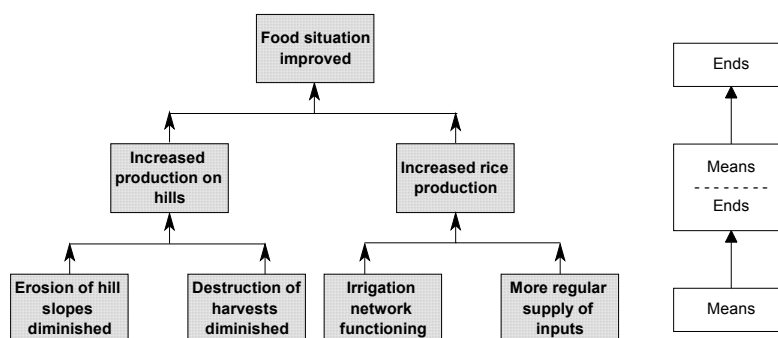 Food situation
improved
Ends
Increased
production on
hills
Increased rice
production
Means
Ends
Erosion of hill
slopes
diminished
Destruction of
harvests
diminished
Irrigation
network
functioning
More regular
supply of
inputs
Means